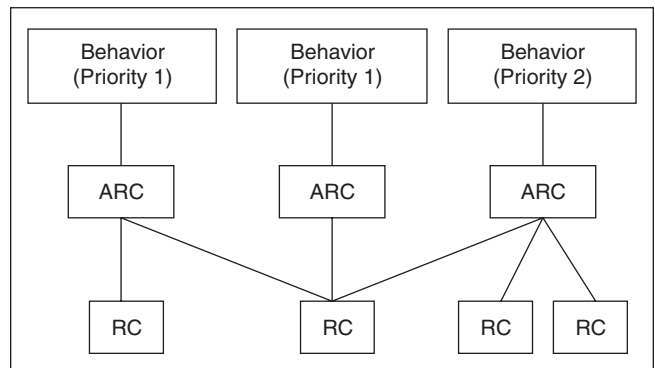 Behavior
(Priority 1)
Behavior
(Priority 1)
Behavior
(Priority 2)
ARC
ARC
ARC
RC
RC
RC
RC